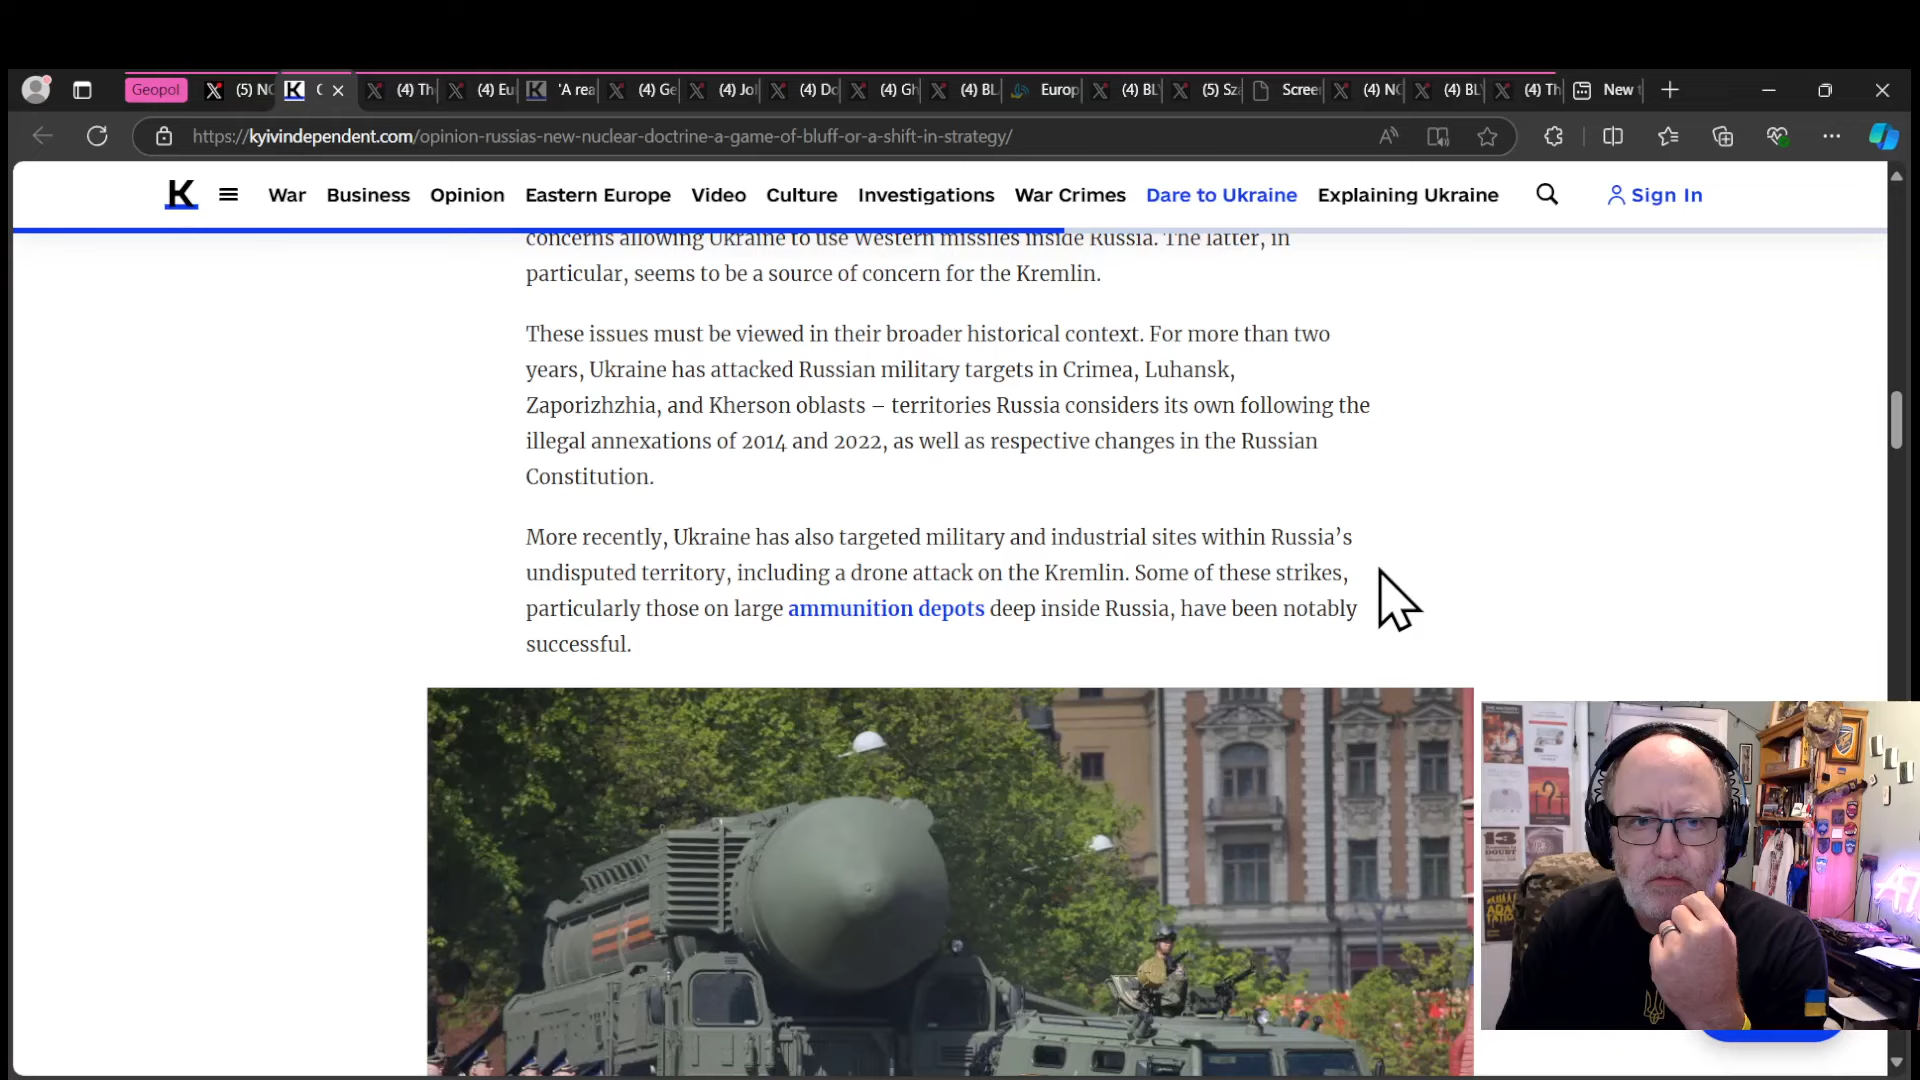 Geopol
(5) NC
(4) Th
(4) Eu
'A rea
(4) Ge
(4) Jo
(4) Do
(4) Gh
(4) BL
Europ
(4) BL
(5) Sz
Scree
(4) NC
(4) BL
(4) Th
New
https://kyivindependent.com/opinion-russias-new-nuclear-doctrine-a-game-of-bluff-or-a-shift-in-strategy/
K War Business Opinion Eastern Europe Video Culture Investigations War Crimes Dare to Ukraine Explaining Ukraine Sign In
concerns allowing Ukraine to use Western missiles inside Russia. The latter, in
particular, seems to be a source of concern for the Kremlin.
These issues must be viewed in their broader historical context. For more than two
years, Ukraine has attacked Russian military targets in Crimea, Luhansk,
Zaporizhzhia, and Kherson oblasts – territories Russia considers its own following the
illegal annexations of 2014 and 2022, as well as respective changes in the Russian
Constitution.
More recently, Ukraine has also targeted military and industrial sites within Russia’s
undisputed territory, including a drone attack on the Kremlin. Some of these strikes,
particularly those on large ammunition depots deep inside Russia, have been notably
successful.
13
DOUBT